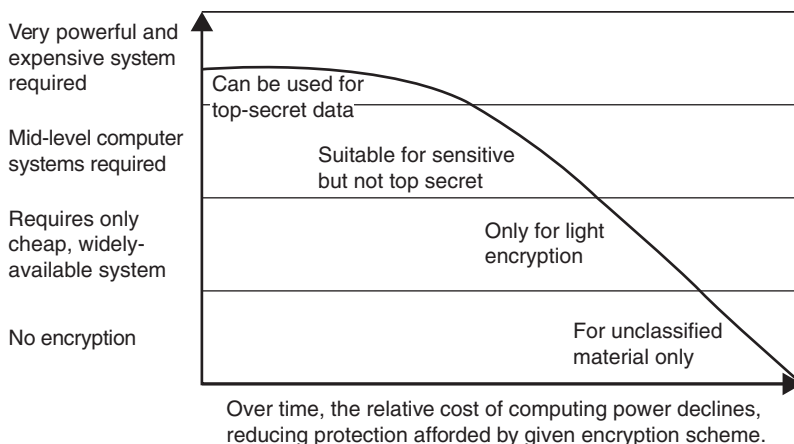 Very powerful and
expensive system
required
Can be used for
top-secret data
Mid-level computer
systems required
Suitable for sensitive
but not top secret
Requires only
cheap, widely-
available system
Only for light
encryption
No encryption
For unclassified
material only
Over time, the relative cost of computing power declines,
reducing protection afforded by given encryption scheme.